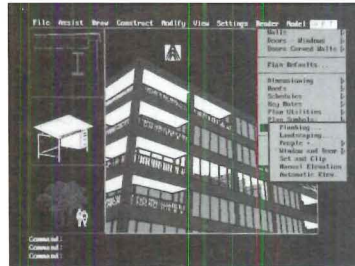 File Assist Draw Construct Modify View Settings Render Model
Walls
Doors - Windows
Doors Curved Walls
Plan Defaults...
Dimensioning
Roofs
Schedules
Key Notes
Plan Utilities
Plan Symbols
Plumbing...
Landscaping...
People
Window and Door
Set and Clip
Manual Elevation
Automatic View
Command:
Command:
Command: